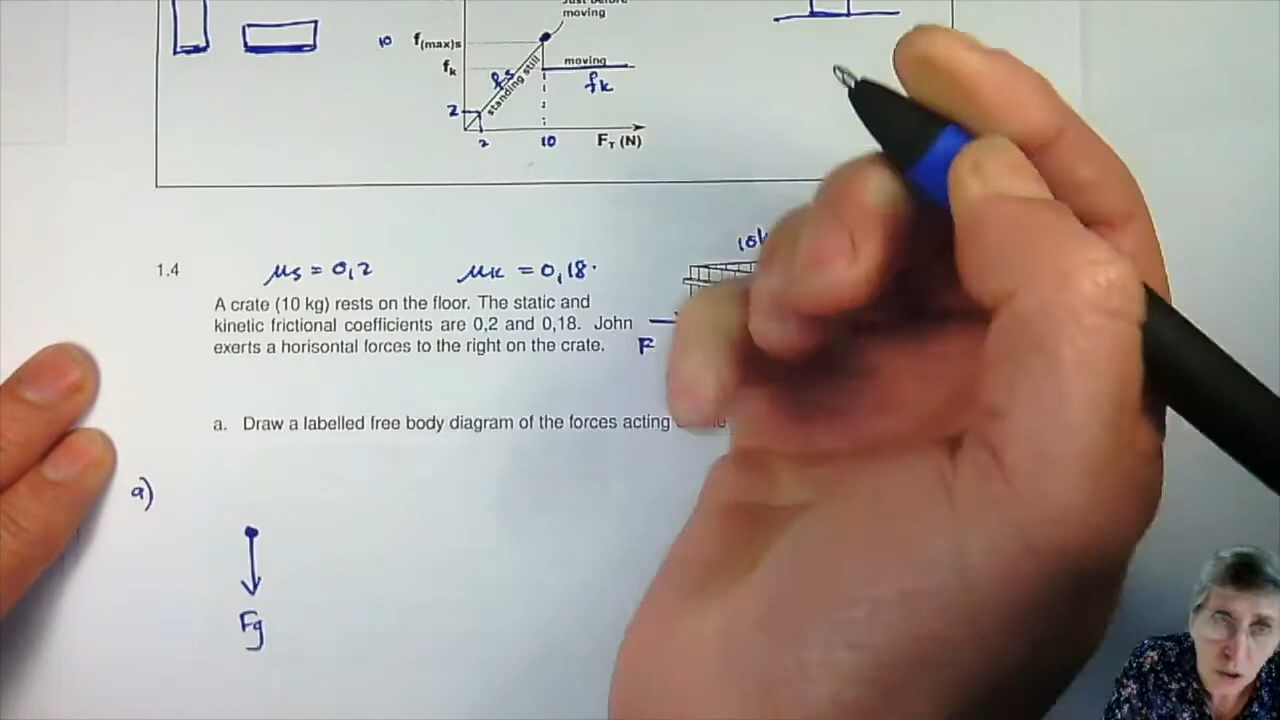 moving
10 f(max)s
fk
moving
fs
standing still
fk
2
2
10
FT (N)
1.4
μs = 0,2
μk = 0,18.
A crate (10 kg) rests on the floor. The static and
kinetic frictional coefficients are 0,2 and 0,18. John
exerts a horisontal forces to the right on the crate.
F
a. Draw a labelled free body diagram of the forces acting
a)
Fg